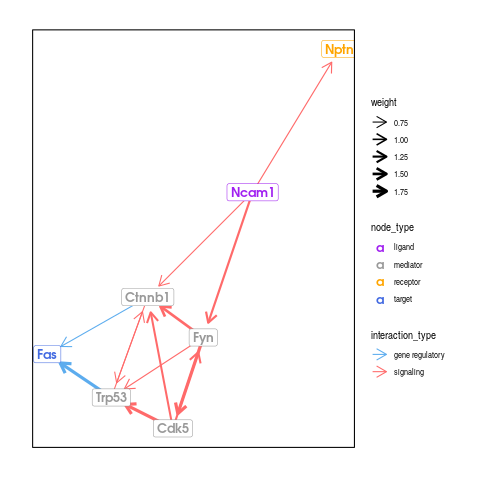 Nptn
Ncam1
Ctnnb1
Fyn
Fas
Trp53
Cdk5
weight
0.75
1.00
1.25
1.50
1.75
node_type
a ligand
a mediator
a receptor
a target
interaction_type
gene regulatory
signaling